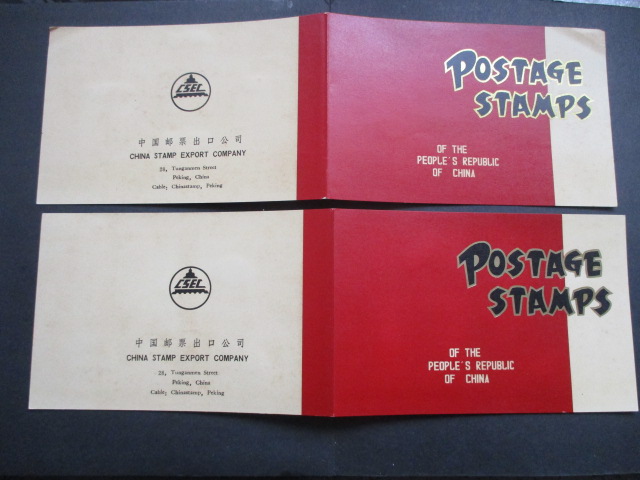 CSEC
中国邮票出口公司
CHINA STAMP EXPORT COMPANY
28, Tunganmen Street
Peking, China
Cable: Chinastamp, Peking
POSTAGE
STAMPS
OF THE
PEOPLE'S REPUBLIC
OF CHINA
CSEC
中国邮票出口公司
CHINA STAMP EXPORT COMPANY
28, Tunganmen Street
Peking, China
Cable: Chinastamp, Peking
POSTAGE
STAMPS
OF THE
PEOPLE'S REPUBLIC
OF CHINA